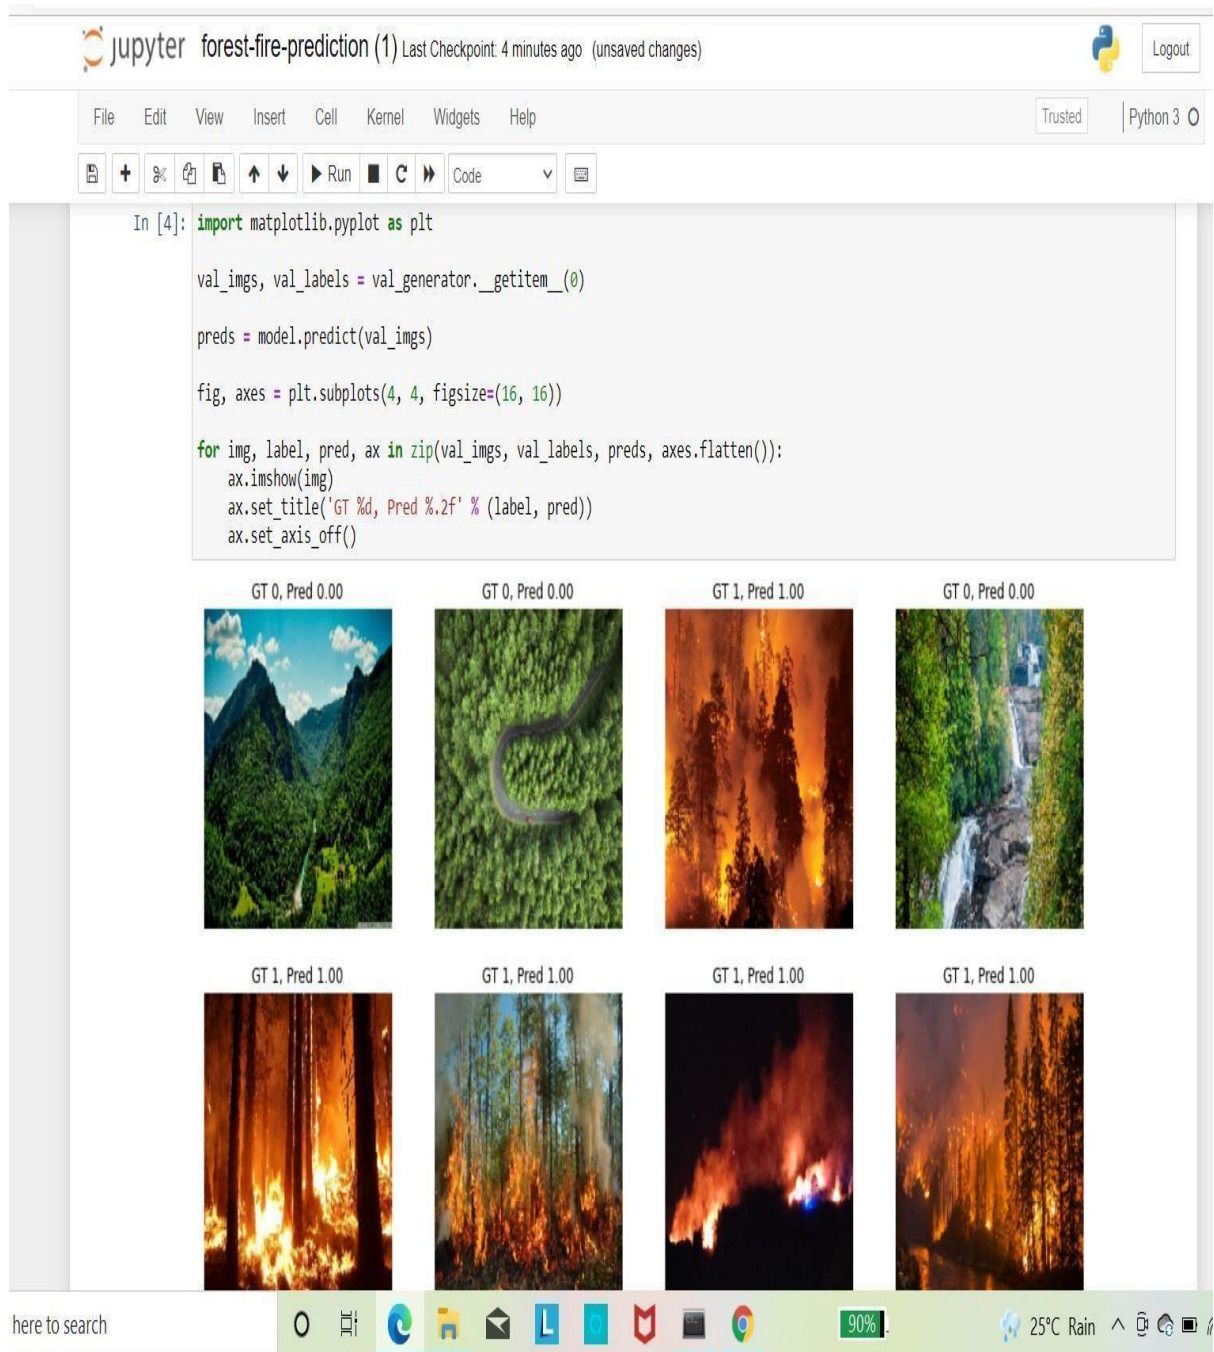 jupyter forest-fire-prediction (1) Last Checkpoint: 4 minutes ago (unsaved changes) Logout
File Edit View Insert Cell Kernel Widgets Help Trusted Python 3
Run Code
In [4]: import matplotlib.pyplot as plt
val_imgs, val_labels = val_generator.__getitem__(0)
preds = model.predict(val_imgs)
fig, axes = plt.subplots(4, 4, figsize=(16, 16))
for img, label, pred, ax in zip(val_imgs, val_labels, preds, axes.flatten()):
    ax.imshow(img)
    ax.set_title('GT %d, Pred %.2f' % (label, pred))
    ax.set_axis_off()
GT 0, Pred 0.00 GT 0, Pred 0.00 GT 1, Pred 1.00 GT 0, Pred 0.00
GT 1, Pred 1.00 GT 1, Pred 1.00 GT 1, Pred 1.00 GT 1, Pred 1.00
here to search L 90% 25°C Rain